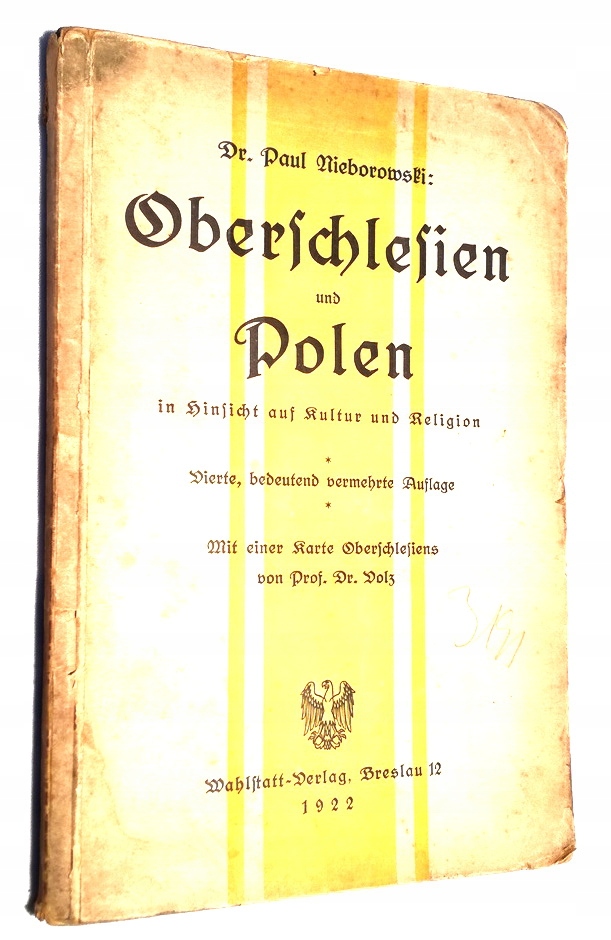 Dr. Paul Nieborowski:
Oberſchleſien
und
Polen
in Hinſicht auf Kultur und Religion
*
Vierte, bedeutend vermehrte Auflage
*
Mit einer Karte Oberſchleſiens
von Prof. Dr. Volz
Wahlſtatt-Verlag, Breslau 12
1922